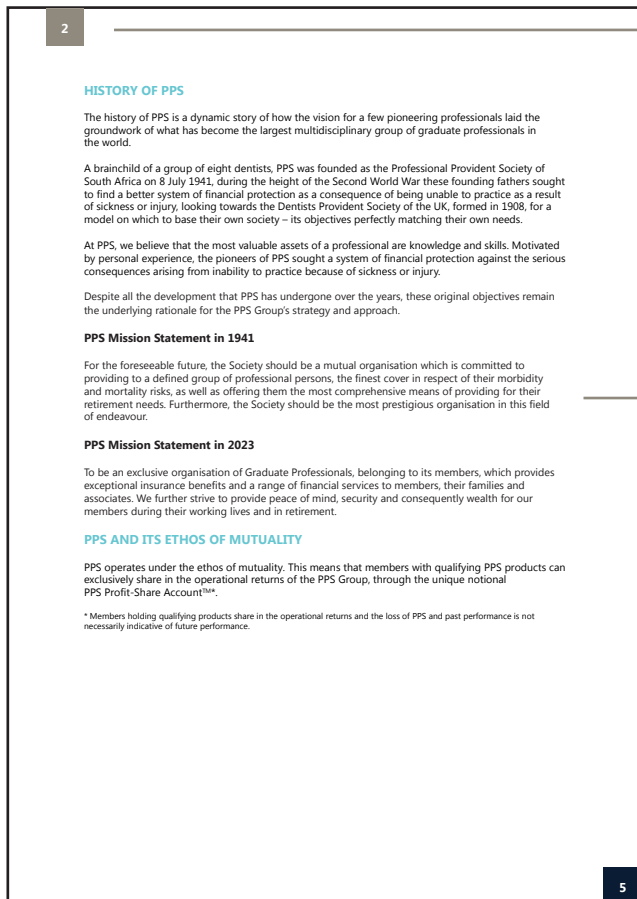 2
HISTORY OF PPS
The history of PPS is a dynamic story of how the vision for a few pioneering professionals laid the
groundwork of what has become the largest multidisciplinary group of graduate professionals in
the world.
A brainchild of a group of eight dentists, PPS was founded as the Professional Provident Society of
South Africa on 8 July 1941, during the height of the Second World War these founding fathers sought
to find a better system of financial protection as a consequence of being unable to practice as a result
of sickness or injury, looking towards the Dentists Provident Society of the UK, formed in 1908, for a
model on which to base their own society – its objectives perfectly matching their own needs.
At PPS, we believe that the most valuable assets of a professional are knowledge and skills. Motivated
by personal experience, the pioneers of PPS sought a system of financial protection against the serious
consequences arising from inability to practice because of sickness or injury.
Despite all the development that PPS has undergone over the years, these original objectives remain
the underlying rationale for the PPS Group's strategy and approach.
PPS Mission Statement in 1941
For the foreseeable future, the Society should be a mutual organisation which is committed to
providing to a defined group of professional persons, the finest cover in respect of their morbidity
and mortality risks, as well as offering them the most comprehensive means of providing for their
retirement needs. Furthermore, the Society should be the most prestigious organisation in this field
of endeavour.
PPS Mission Statement in 2023
To be an exclusive organisation of Graduate Professionals, belonging to its members, which provides
exceptional insurance benefits and a range of financial services to members, their families and
associates. We further strive to provide peace of mind, security and consequently wealth for our
members during their working lives and in retirement.
PPS AND ITS ETHOS OF MUTUALITY
PPS operates under the ethos of mutuality. This means that members with qualifying PPS products can
exclusively share in the operational returns of the PPS Group, through the unique notional
PPS Profit-Share Account™*.
* Members holding qualifying products share in the operational returns and the loss of PPS and past performance is not
necessarily indicative of future performance.
5